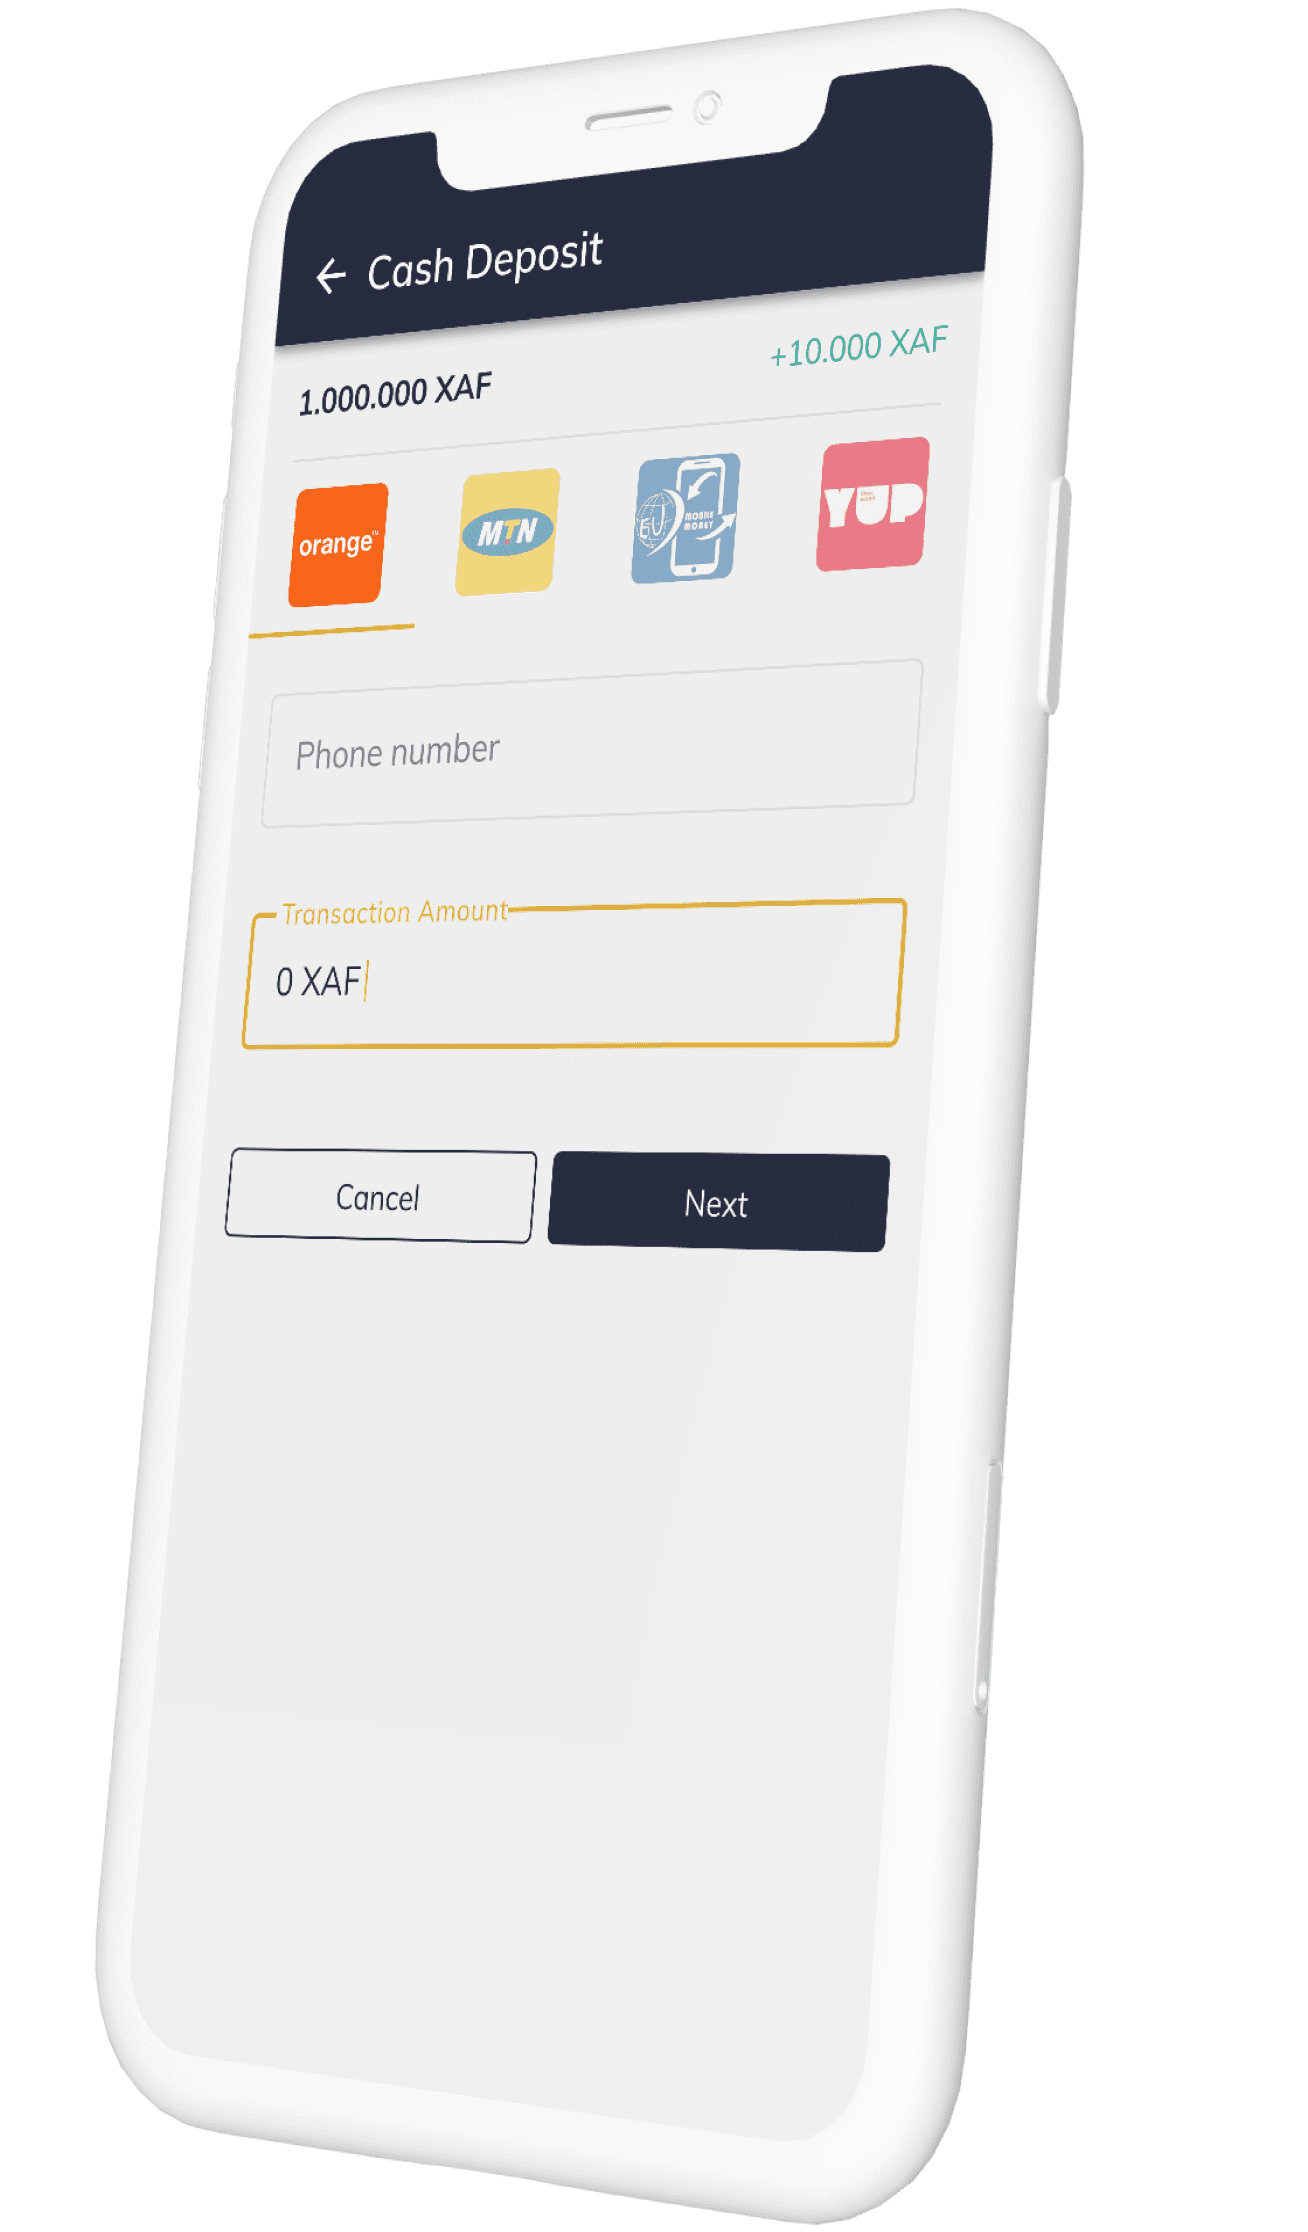 Cash Deposit
1.000.000 XAF
+10.000 XAF
orange™
MTN
EU
MOBILE
MONEY
YUP
Phone number
Transaction Amount
0 XAF
Cancel
Next